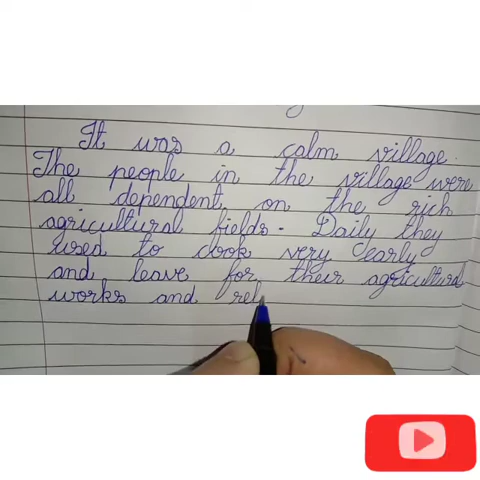 It was a calm village.
The people in the village were
all dependent on the rich
agricultural fields. Daily they
used to cook very early
and leave for their agricultural
works and ret